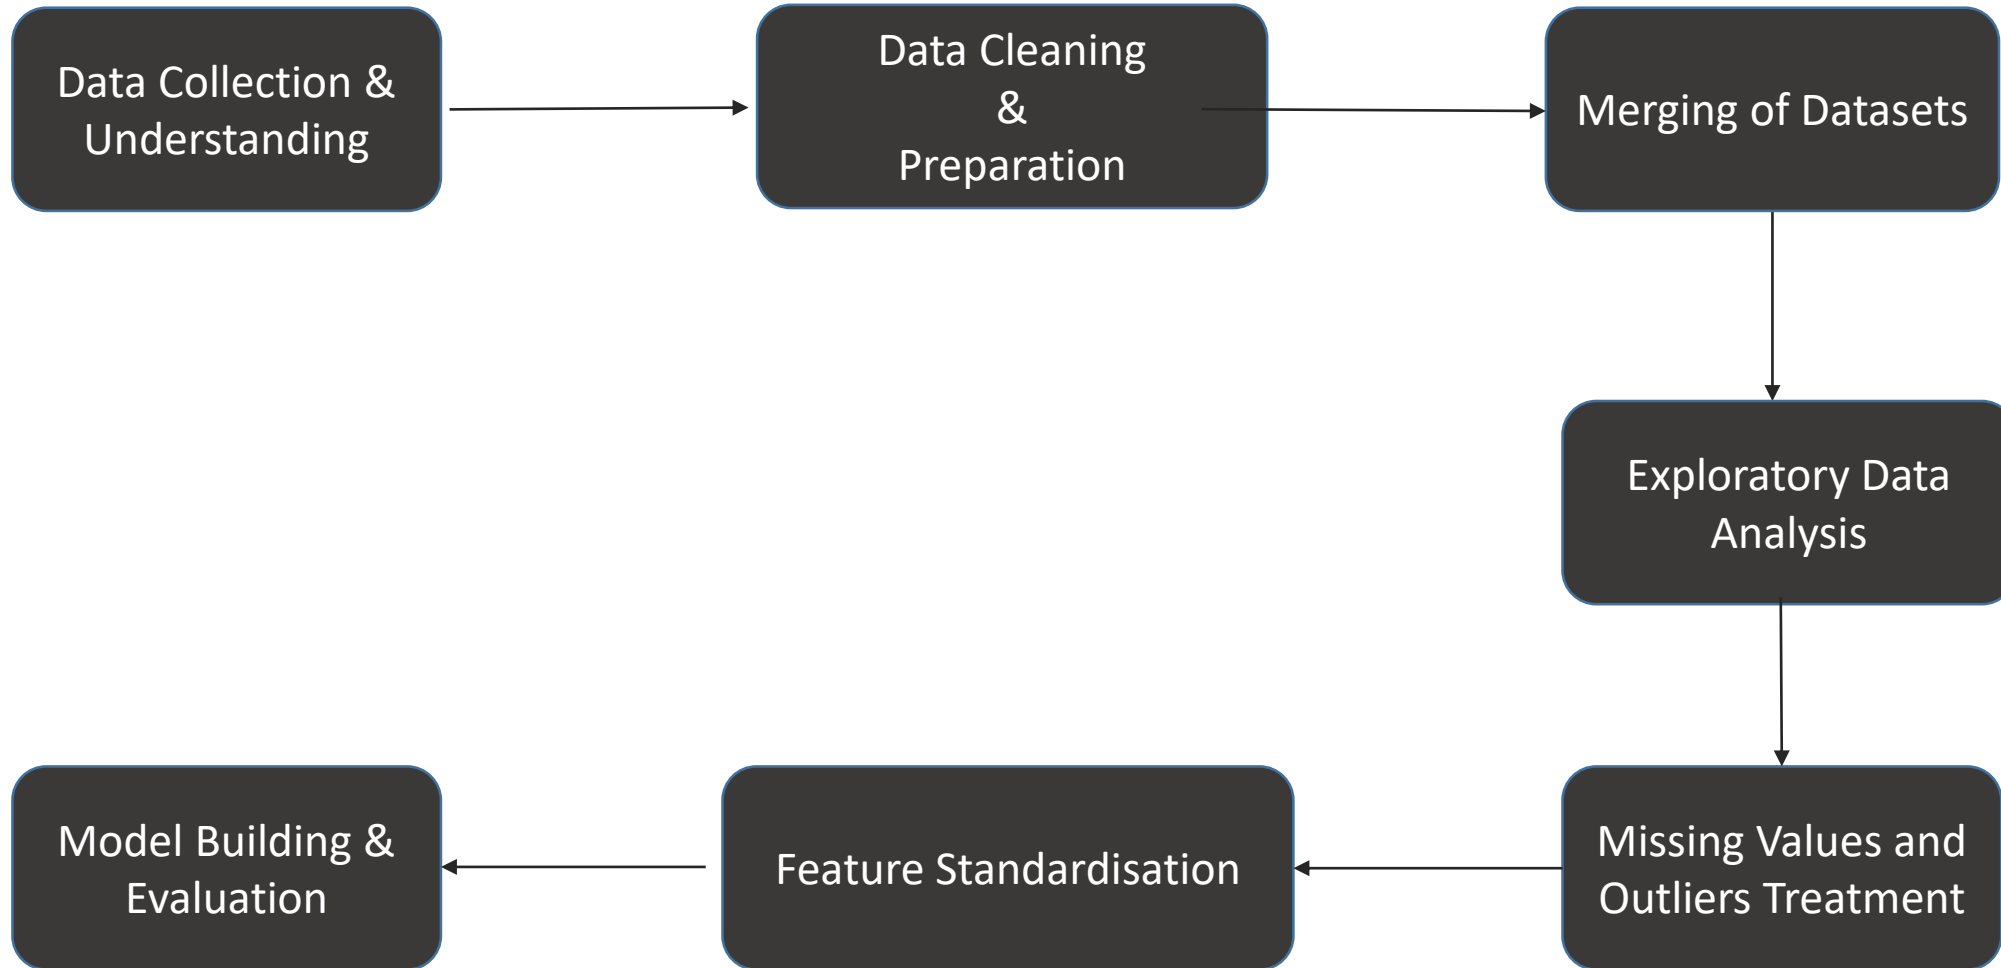 Data Collection &
Understanding
Data Cleaning
&
Preparation
Merging of Datasets
Exploratory Data
Analysis
Missing Values and
Outliers Treatment
Feature Standardisation
Model Building &
Evaluation